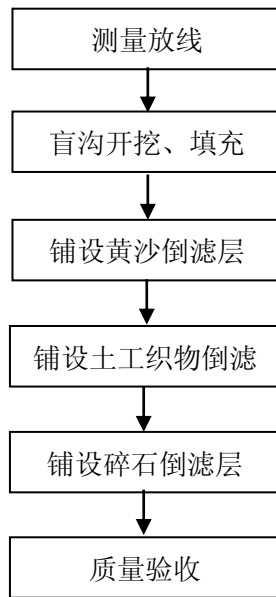 测量放线
盲沟开挖、填充
铺设黄沙倒滤层
铺设土工织物倒滤
铺设碎石倒滤层
质量验收